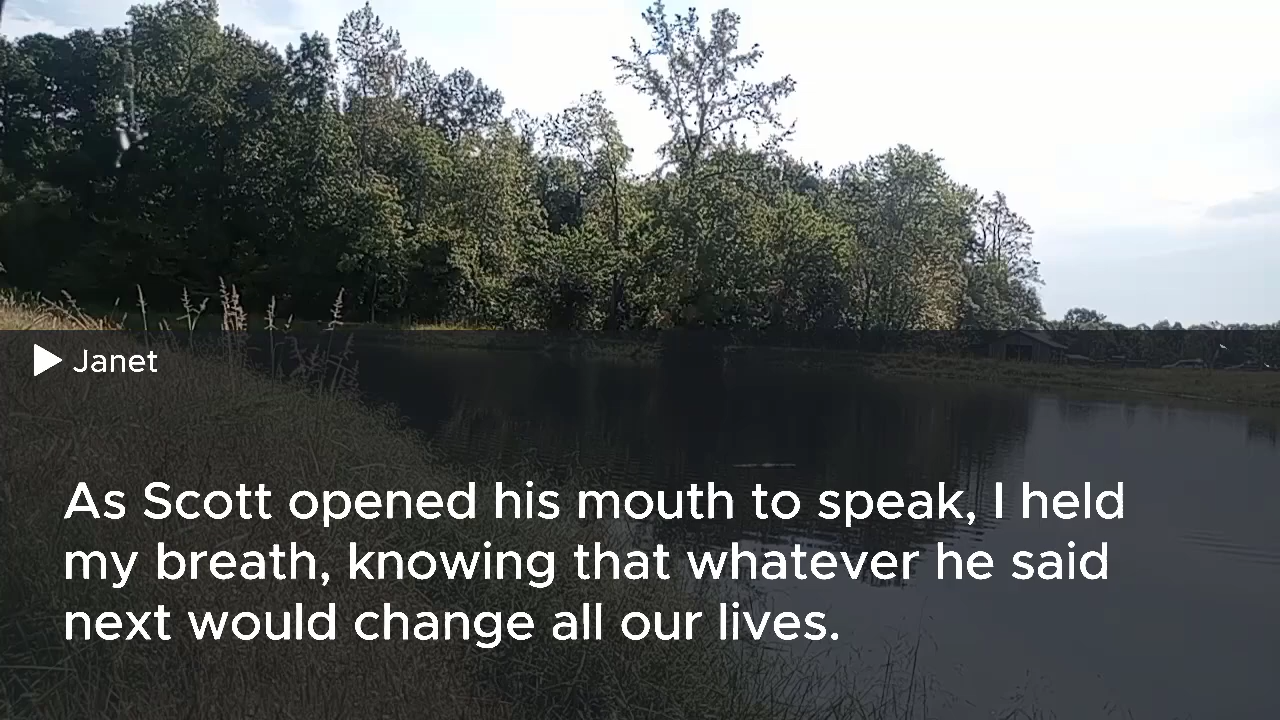 Janet
As Scott opened his mouth to speak, I held
my breath, knowing that whatever he said
next would change all our lives.